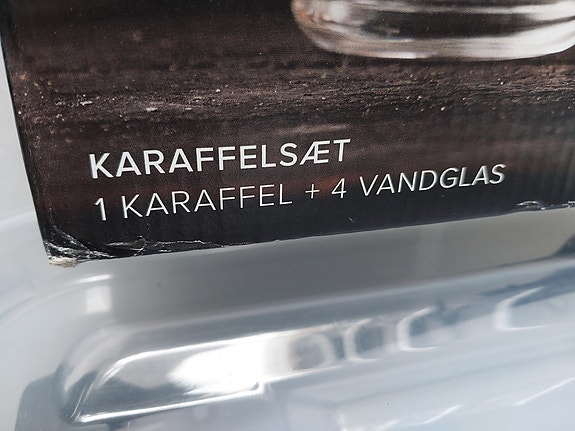 KARAFFELSÆT
1 KARAFFEL + 4 VANDGLAS